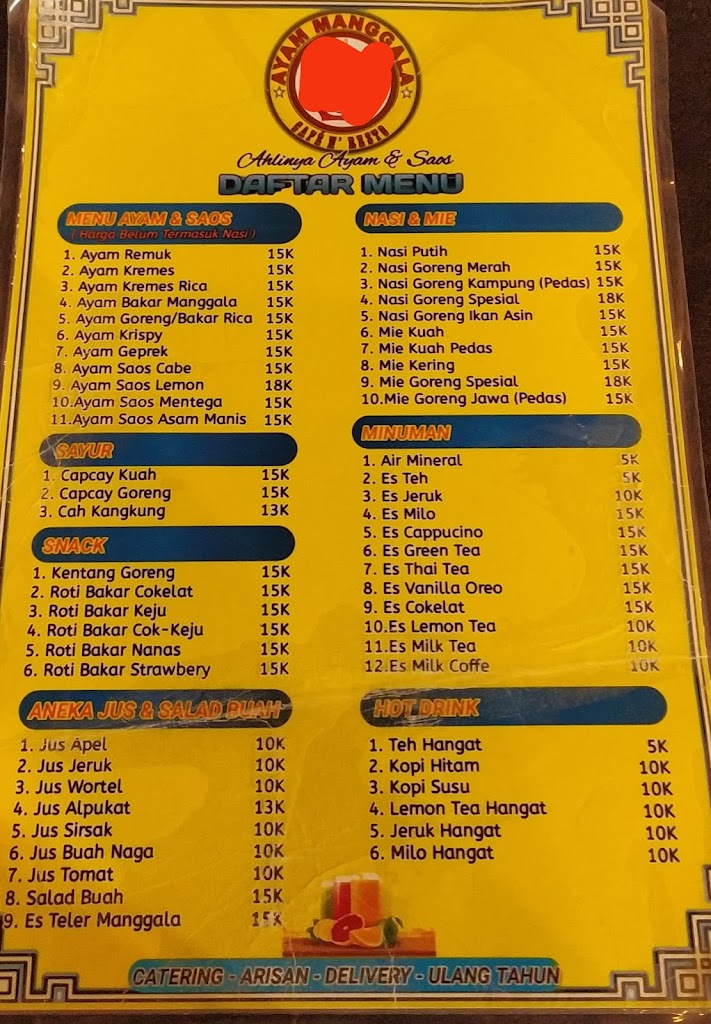 AYAM MANGGALA
CAFE N' RESTO
Ahlinya Ayam & Saos
DAFTAR MENU
MENU AYAM & SAOS
(Harga Belum Termasuk Nasi)
1. Ayam Remuk 15K
2. Ayam Kremes 15K
3. Ayam Kremes Rica 15K
4. Ayam Bakar Manggala 15K
5. Ayam Goreng/Bakar Rica 15K
6. Ayam Krispy 15K
7. Ayam Geprek 15K
8. Ayam Saos Cabe 15K
9. Ayam Saos Lemon 18K
10.Ayam Saos Mentega 15K
11.Ayam Saos Asam Manis 15K
SAYUR
1. Capcay Kuah 15K
2. Capcay Goreng 15K
3. Cah Kangkung 13K
SNACK
1. Kentang Goreng 15K
2. Roti Bakar Cokelat 15K
3. Roti Bakar Keju 15K
4. Roti Bakar Cok-Keju 15K
5. Roti Bakar Nanas 15K
6. Roti Bakar Strawbery 15K
ANEKA JUS & SALAD BUAH
1. Jus Apel 10K
2. Jus Jeruk 10K
3. Jus Wortel 10K
4. Jus Alpukat 13K
5. Jus Sirsak 10K
6. Jus Buah Naga 10K
7. Jus Tomat 10K
8. Salad Buah 15K
9. Es Teler Manggala 15K
NASI & MIE
1. Nasi Putih 15K
2. Nasi Goreng Merah 15K
3. Nasi Goreng Kampung (Pedas) 15K
4. Nasi Goreng Spesial 18K
5. Nasi Goreng Ikan Asin 15K
6. Mie Kuah 15K
7. Mie Kuah Pedas 15K
8. Mie Kering 15K
9. Mie Goreng Spesial 18K
10.Mie Goreng Jawa (Pedas) 15K
MINUMAN
1. Air Mineral 5K
2. Es Teh 5K
3. Es Jeruk 10K
4. Es Milo 15K
5. Es Cappucino 15K
6. Es Green Tea 15K
7. Es Thai Tea 15K
8. Es Vanilla Oreo 15K
9. Es Cokelat 15K
10.Es Lemon Tea 10K
11.Es Milk Tea 10K
12.Es Milk Coffe 10K
HOT DRINK
1. Teh Hangat 5K
2. Kopi Hitam 10K
3. Kopi Susu 10K
4. Lemon Tea Hangat 10K
5. Jeruk Hangat 10K
6. Milo Hangat 10K
CATERING - ARISAN - DELIVERY - ULANG TAHUN